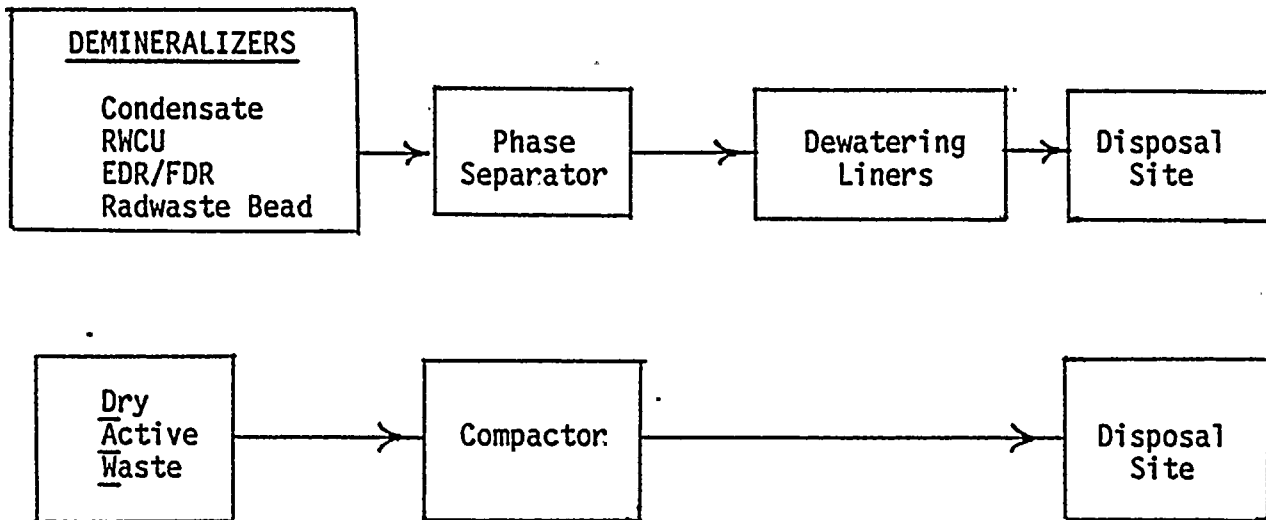 DEMINERALIZERS
Condensate
RWCU
EDR/FDR
Radwaste Bead
Phase
Separator
Dewatering
Liners
Disposal
Site
Dry
Active
Waste
Compactor
Disposal
Site